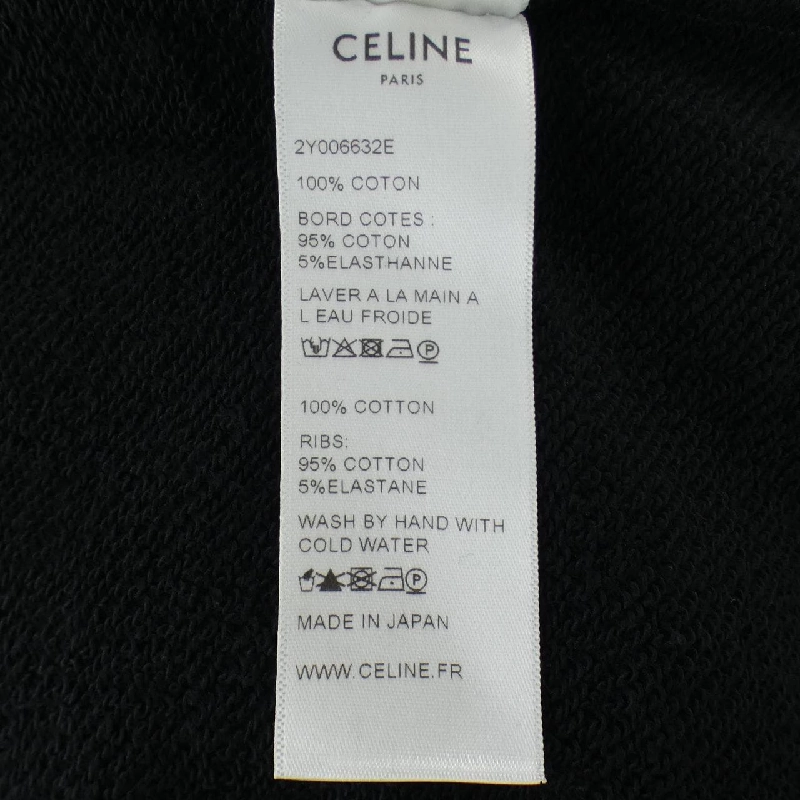 CELINE
PARIS
2Y006632E
100% COTON
BORD COTES :
95% COTON
5%ELASTHANNE
LAVER A LA MAIN A
L EAU FROIDE
P
100% COTTON
RIBS:
95% COTTON
5%ELASTANE
WASH BY HAND WITH
COLD WATER
P
MADE IN JAPAN
WWW.CELINE.FR